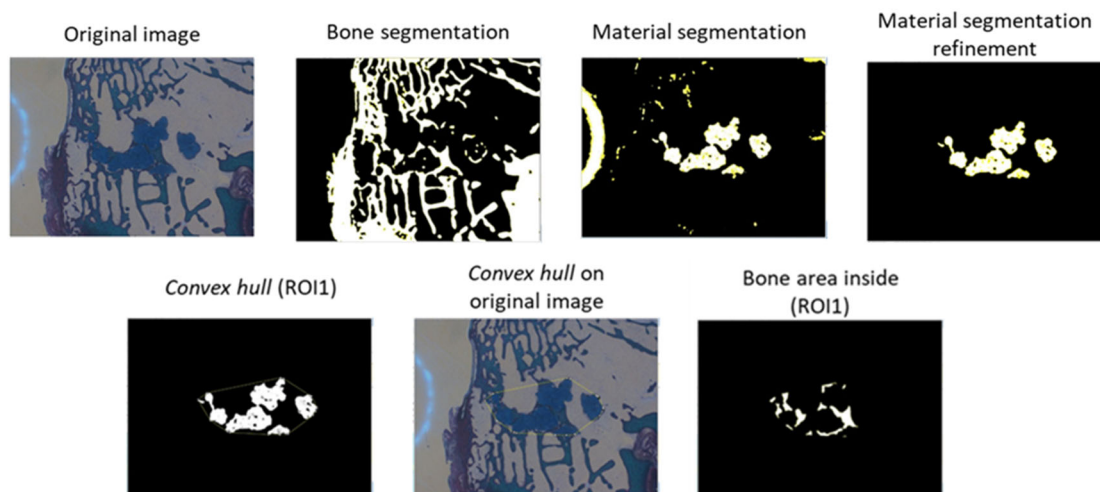 Original image
Bone segmentation
Material segmentation
Material segmentation
refinement
Convex hull (ROI1)
Convex hull on
original image
Bone area inside
(ROI1)